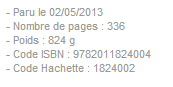 - Paru le 02/05/2013
- Nombre de pages : 336
- Poids : 824 g
- Code ISBN : 9782011824004
- Code Hachette : 1824002